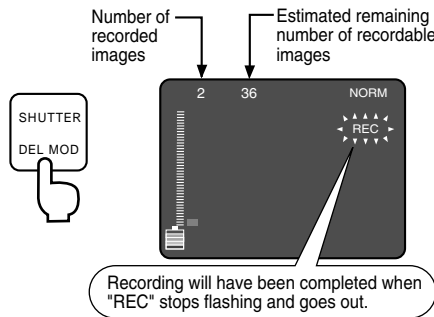 Number of
recorded
images
Estimated remaining
number of recordable
images
2 36 NORM
REC
SHUTTER
DEL MOD
Recording will have been completed when
"REC" stops flashing and goes out.